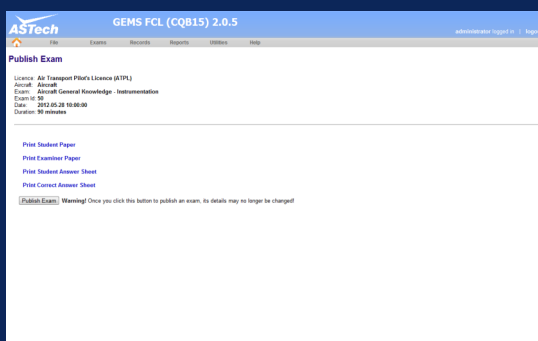 ASTech
GEMS FCL (CQB15) 2.0.5
administrator logged in | logou
File Exams Records Reports Utilities Help
Publish Exam
Licence: Air Transport Pilot's Licence (ATPL)
Aircraft: Aircraft
Exam: Aircraft General Knowledge - Instrumentation
Exam Id: 50
Date: 2012.05.28 10:00:00
Duration: 90 minutes
Print Student Paper
Print Examiner Paper
Print Student Answer Sheet
Print Correct Answer Sheet
Publish Exam Warning! Once you click this button to publish an exam, its details may no longer be changed!